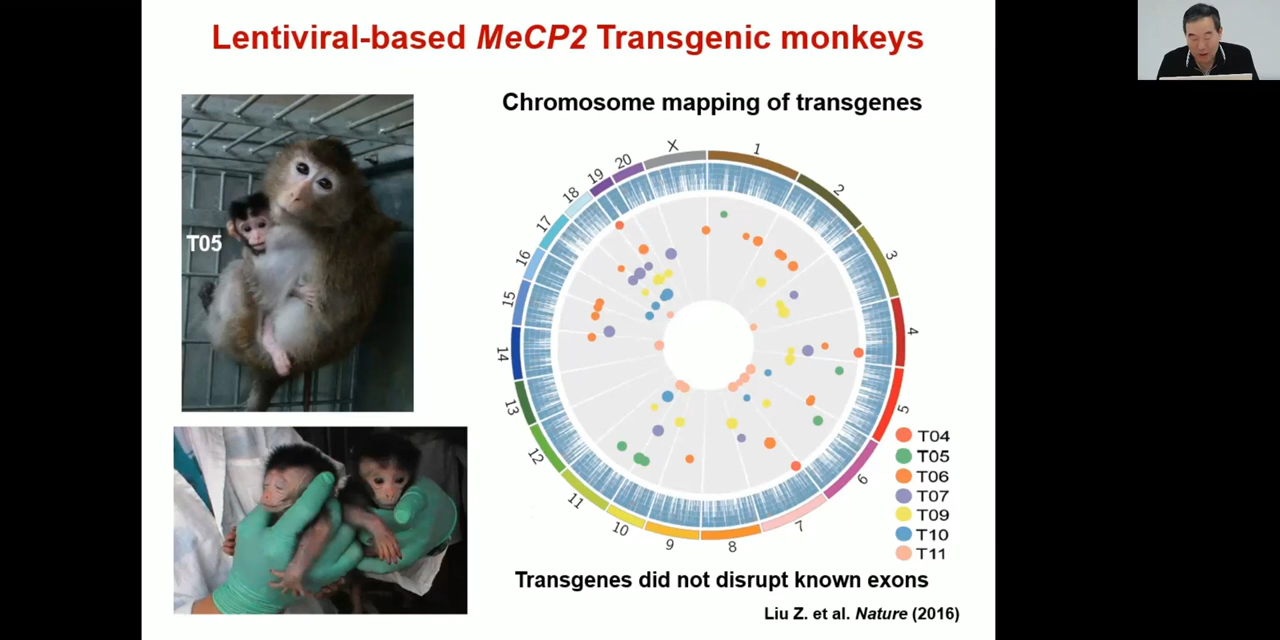 Lentiviral-based MeCP2 Transgenic monkeys
T05
Chromosome mapping of transgenes
X
1
2
3
4
5
6
7
8
9
10
11
12
13
14
15
16
17
18
19
20
T04
T05
T06
T07
T09
T10
T11
Transgenes did not disrupt known exons
Liu Z. et al. Nature (2016)